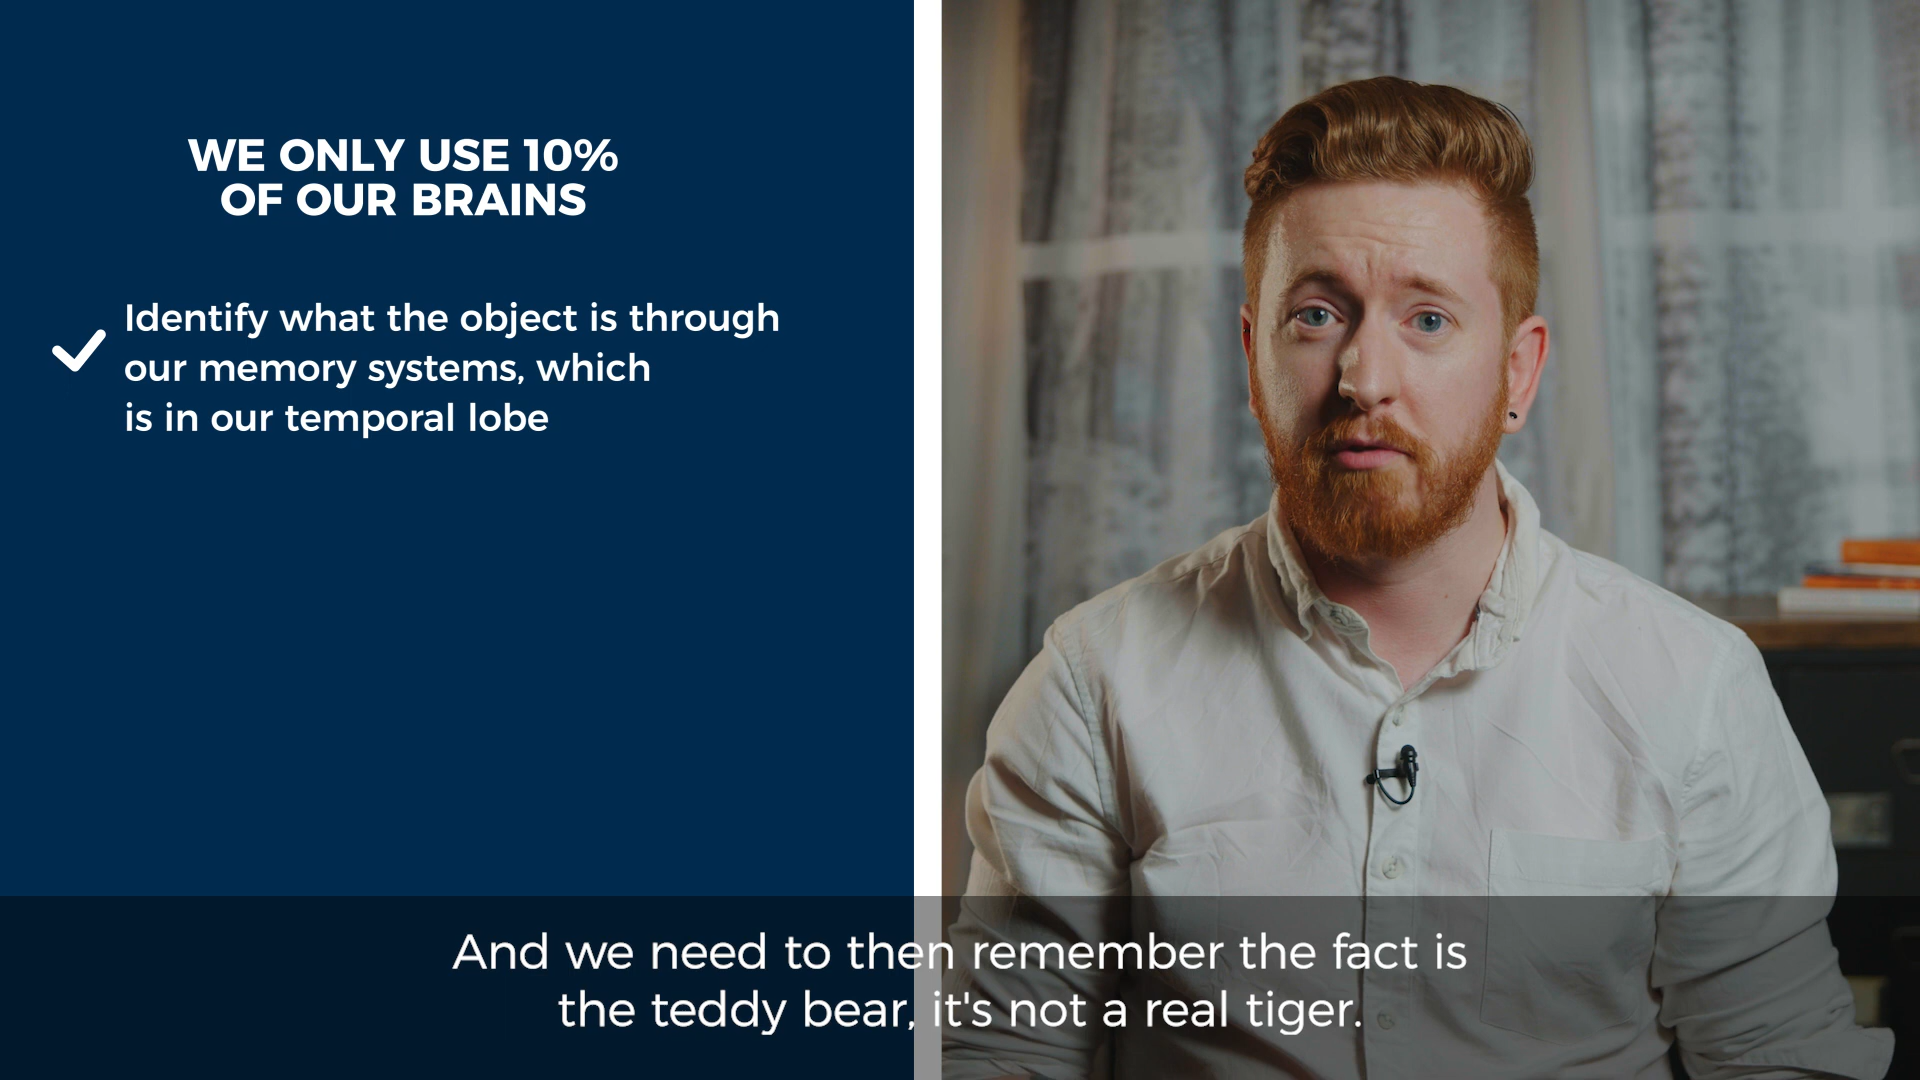 WE ONLY USE 10%
OF OUR BRAINS
Identify what the object is through
our memory systems, which
is in our temporal lobe
And we need to then remember the fact is
the teddy bear, it's not a real tiger.